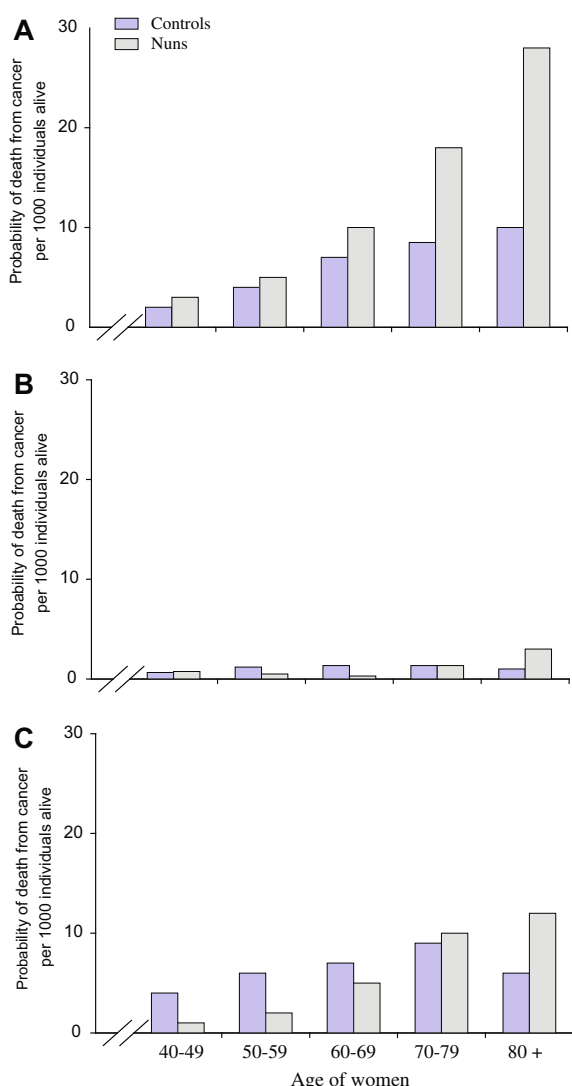 A
Controls
Nuns
Probability of death from cancer
per 1000 individuals alive
30
20
10
0
B
Probability of death from cancer
per 1000 individuals alive
30
20
10
0
C
Probability of death from cancer
per 1000 individuals alive
30
20
10
0
40-49 50-59 60-69 70-79 80 +
Age of women